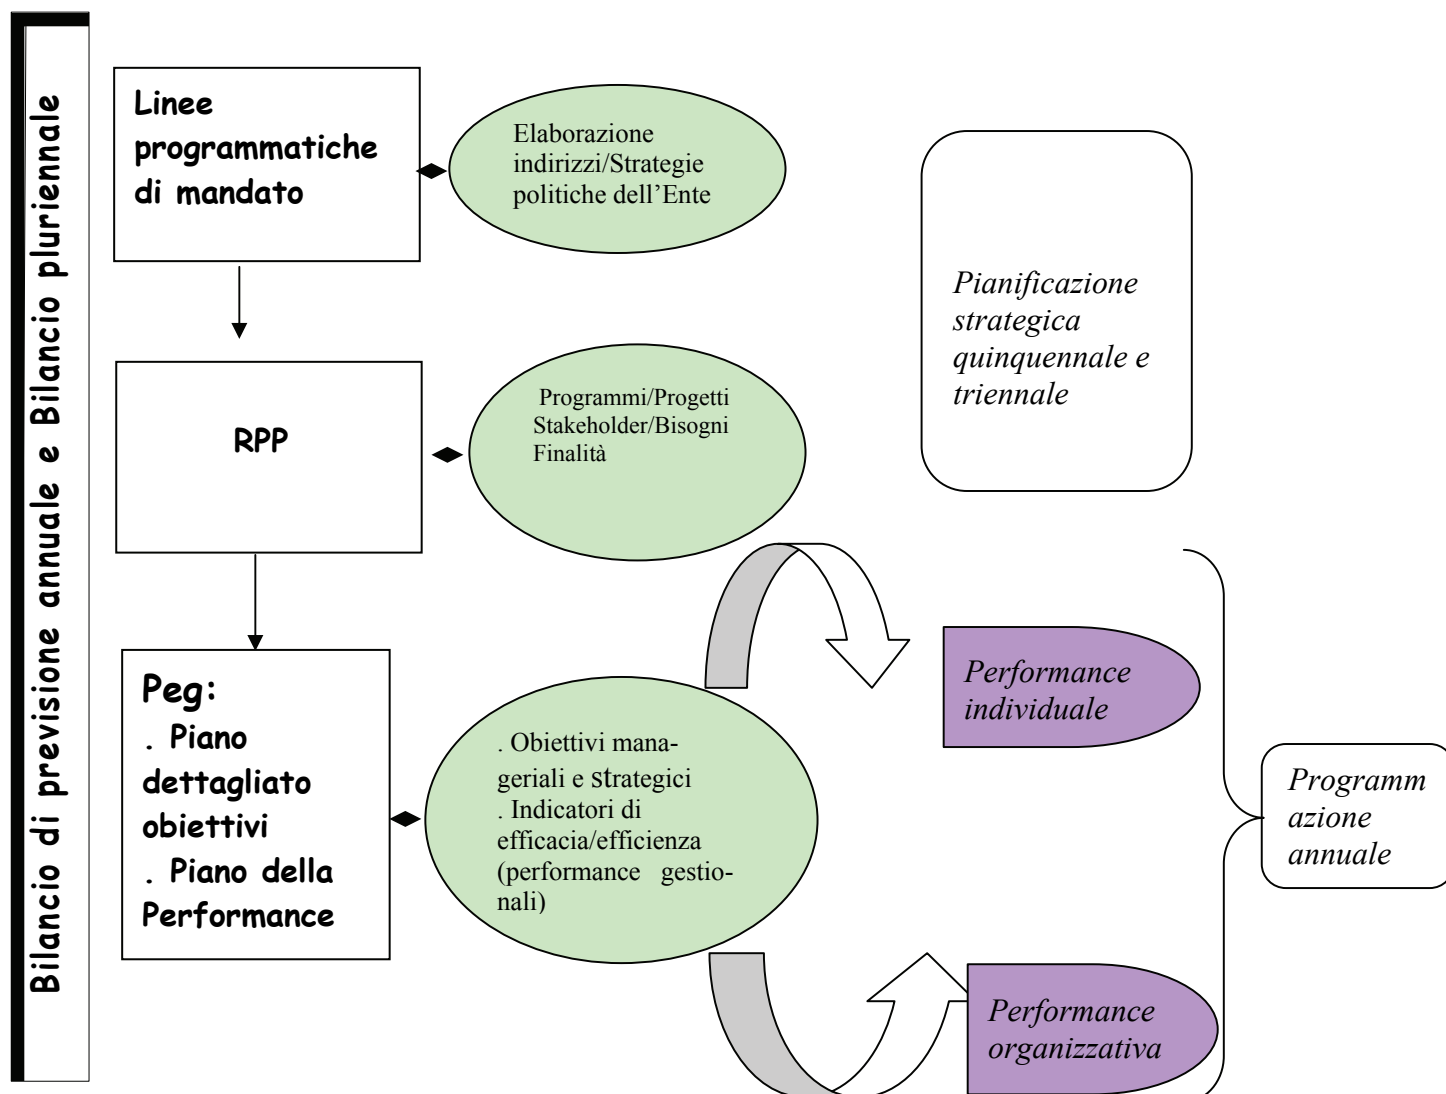 Bilancio di previsione annuale e Bilancio pluriennale
Linee
programmatiche
di mandato
Elaborazione
indirizzi/Strategie
politiche dell’Ente
Pianificazione
strategica
quinquennale e
triennale
RPP
Programmi/Progetti
Stakeholder/Bisogni
Finalità
Peg:
. Piano
dettagliato
obiettivi
. Piano della
Performance
. Obiettivi mana-
geriali e strategici
. Indicatori di
efficacia/efficienza
(performance gestio-
nali)
Performance
individuale
Performance
organizzativa
Programm
azione
annuale